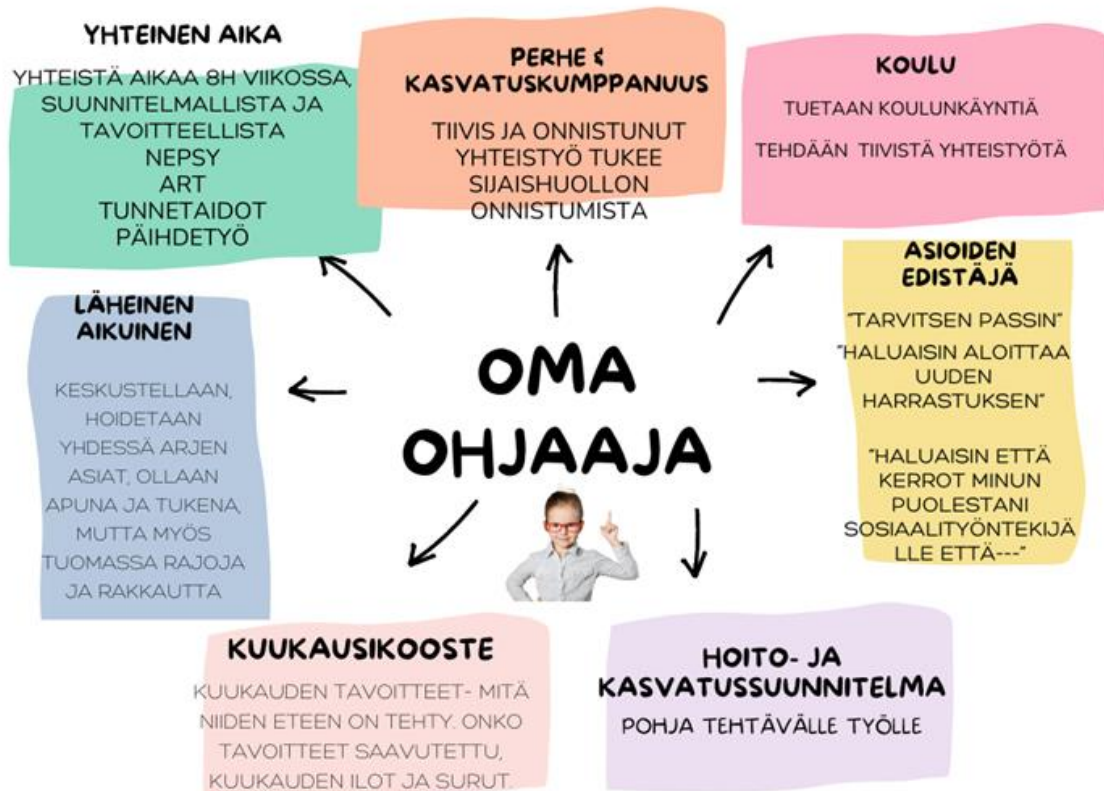 YHTEINEN AIKA
YHTEISTÄ AIKAA 8H VIIKOSSA,
SUUNNITELMALLISTA JA
TAVOITTEELLISTA
NEPSY
ART
TUNNETAIDOT
PÄIHDETYÖ
PERHE &
KASVATUSKUMPPANUUS
TIIVIS JA ONNISTUNUT
YHTEISTYÖ TUKEE
SIJAISHUOLLON
ONNISTUMISTA
KOULU
TUETAAN KOULUNKÄYNTIÄ
TEHDÄÄN TIIVISTÄ YHTEISTYÖTÄ
LÄHEINEN
AIKUINEN
KESKUSTELLAAN,
HOIDETAAN
YHDESSÄ ARJEN
ASIAT, OLLAAN
APUNA JA TUKENA,
MUTTA MYÖS
TUOMASSA RAJOJA
JA RAKKAUTTA
OMA
OHJAAJA
ASIOIDEN
EDISTÄJÄ
"TARVITSEN PASSIN"
"HALUAISIN ALOITTAA
UUDEN
HARRASTUKSEN"
"HALUAISIN ETTÄ
KERROT MINUN
PUOLESTANI
SOSIAALITYÖNTEKIJÄ
LLE ETTÄ---"
KUUKAUSIKOOSTE
KUUKAUDEN TAVOITTEET- MITÄ
NIIDEN ETEEN ON TEHTY. ONKO
TAVOITTEET SAAVUTETTU,
KUUKAUDEN ILOT JA SURUT.
HOITO- JA
KASVATUSSUUNNITELMA
POHJA TEHTÄVÄLLE TYÖLLE